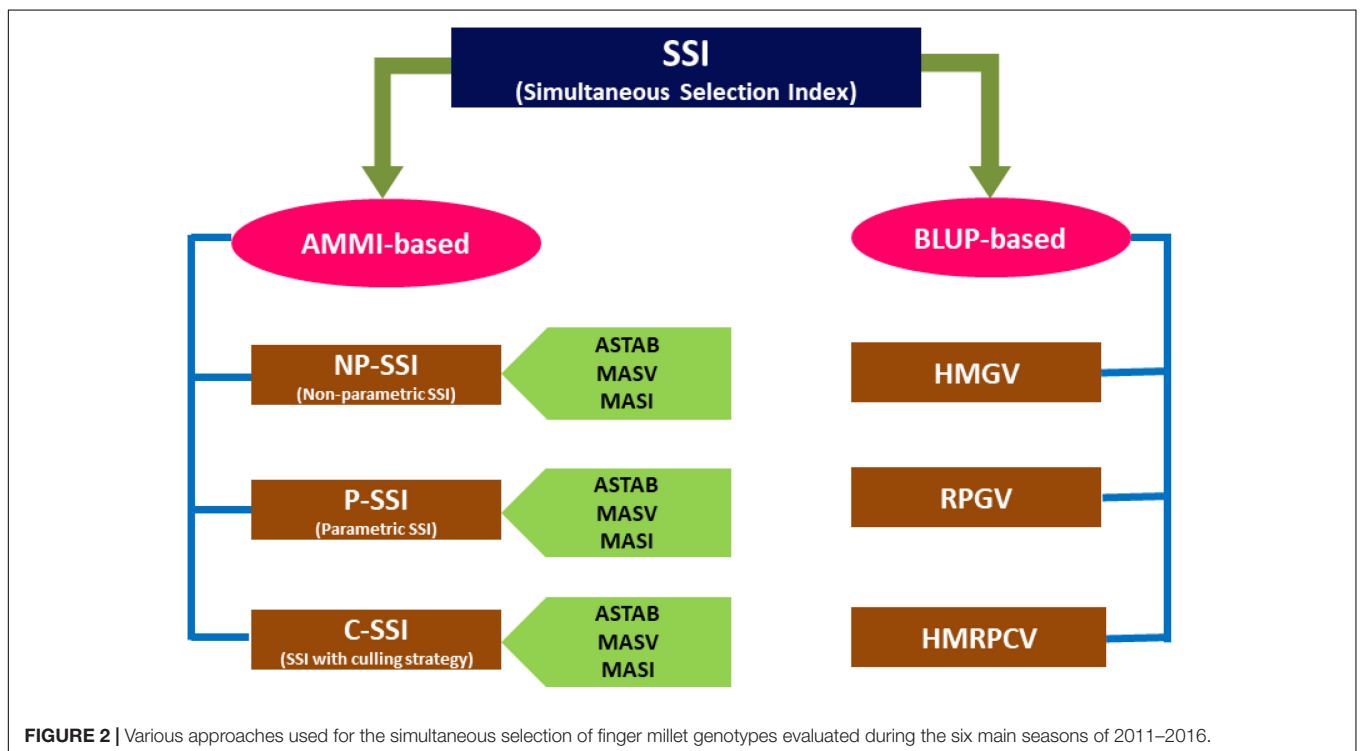 SSI
(Simultaneous Selection Index)
AMMI-based
BLUP-based
NP-SSI
(Non-parametric SSI)
ASTAB
MASV
MASI
HMGV
P-SSI
(Parametric SSI)
ASTAB
MASV
MASI
RPGV
C-SSI
(SSI with culling strategy)
ASTAB
MASV
MASI
HMRPCV
FIGURE 2 | Various approaches used for the simultaneous selection of finger millet genotypes evaluated during the six main seasons of 2011–2016.